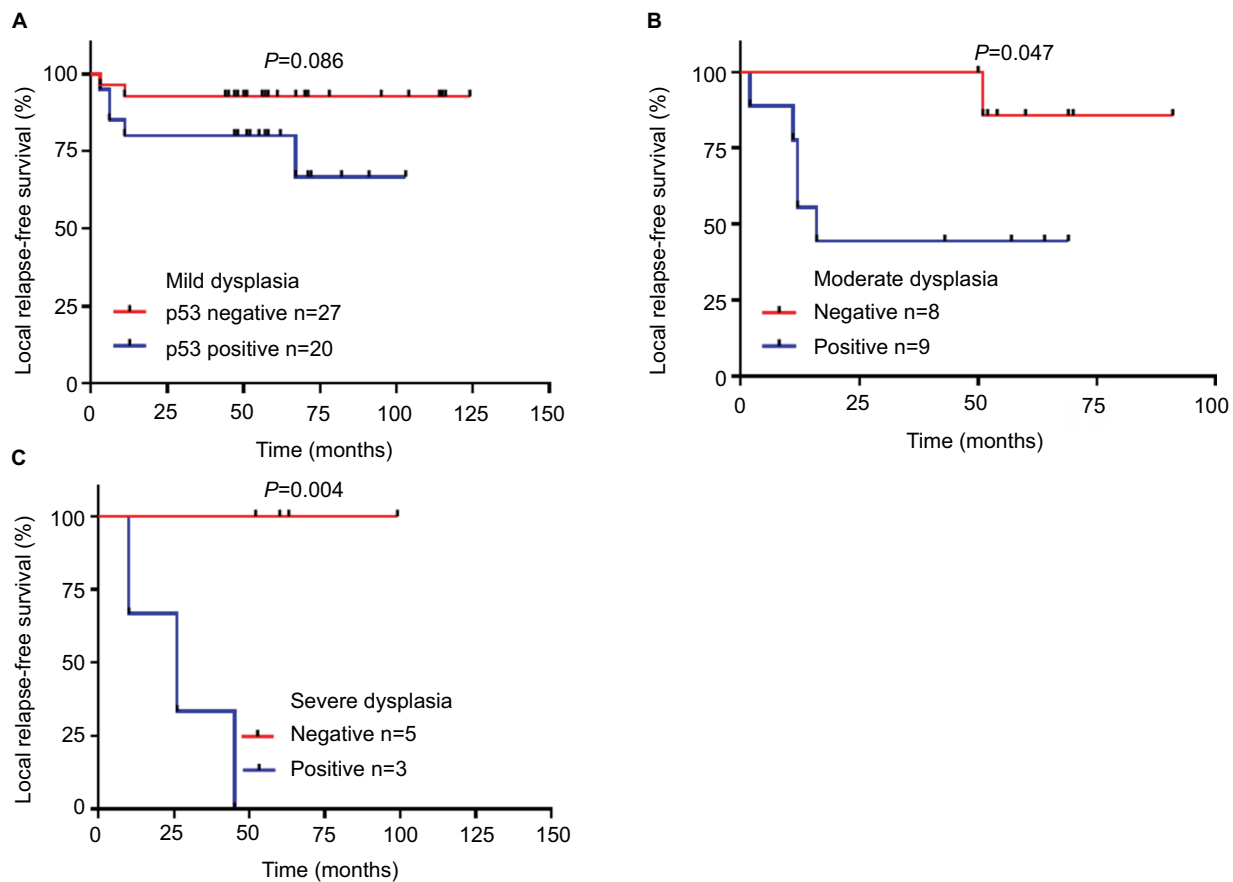 A
P=0.086
Local relapse-free survival (%)
100
75
50
25
0
Mild dysplasia
p53 negative n=27
p53 positive n=20
0 25 50 75 100 125 150
Time (months)
B
P=0.047
Local relapse-free survival (%)
100
75
50
25
0
Moderate dysplasia
Negative n=8
Positive n=9
0 25 50 75 100
Time (months)
C
P=0.004
Local relapse-free survival (%)
100
75
50
25
0
Severe dysplasia
Negative n=5
Positive n=3
0 25 50 75 100 125 150
Time (months)